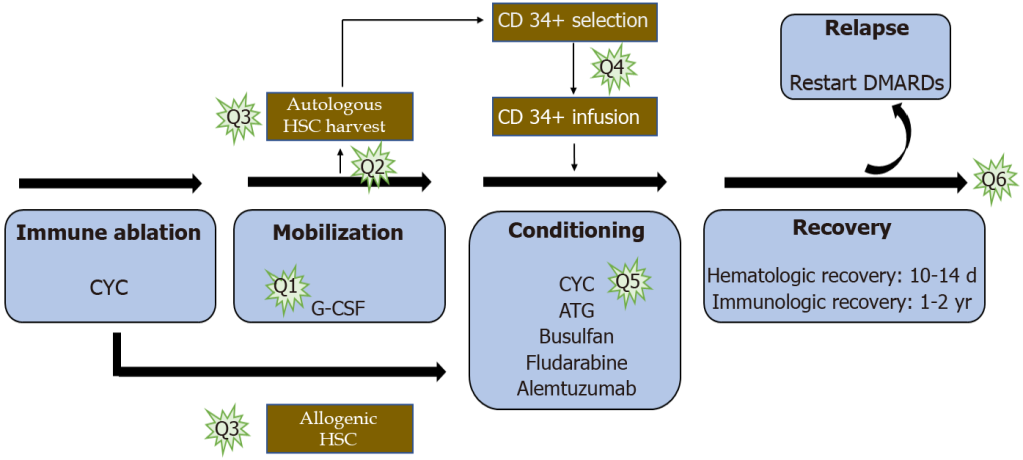 CD 34+ selection
Q4
CD 34+ infusion
Q3
Autologous
HSC harvest
Q2
Relapse
Restart DMARDs
Q6
Immune ablation
CYC
Mobilization
Q1
G-CSF
Conditioning
CYC
Q5
ATG
Busulfan
Fludarabine
Alemtuzumab
Recovery
Hematologic recovery: 10-14 d
Immunologic recovery: 1-2 yr
Q3
Allogenic
HSC